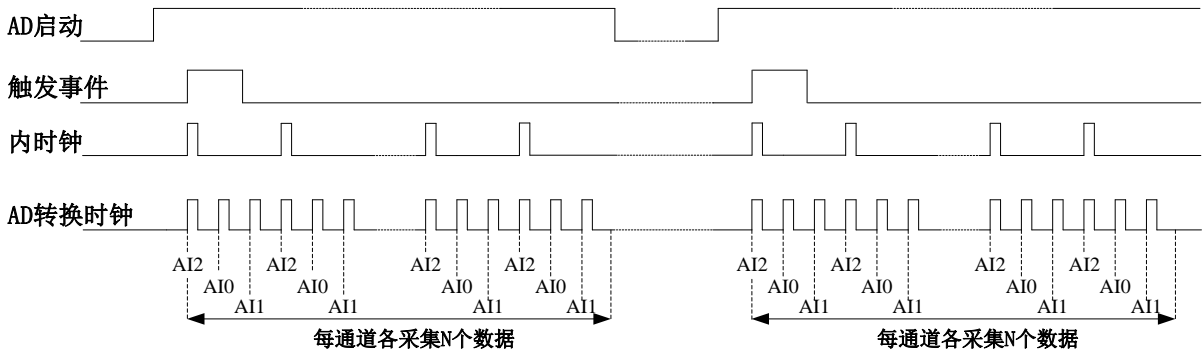 AD启动
触发事件
内时钟
AD转换时钟
AI2 AI2 AI2 AI2 AI2 AI2 AI2 AI2
AI0 AI0 AI0 AI0 AI0 AI0 AI0 AI0
AI1 AI1 AI1 AI1 AI1 AI1 AI1 AI1
每通道各采集N个数据 每通道各采集N个数据